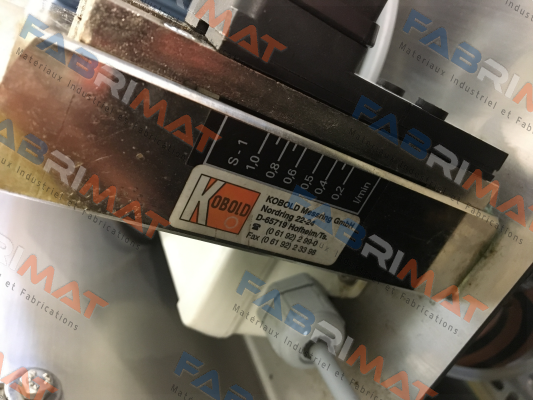 S - 1
1,0
0,8
0,6
0,5
0,4
0,2
l/min
KOBOLD
KOBOLD Messring GmbH
Nordring 22-24
D-65719 Hofheim/Ts.
☎ (0 61 92) 2 99-0
Fax (0 61 92) 2 33 98
FABRIMAT
Materiaux Industriel et Fabrications